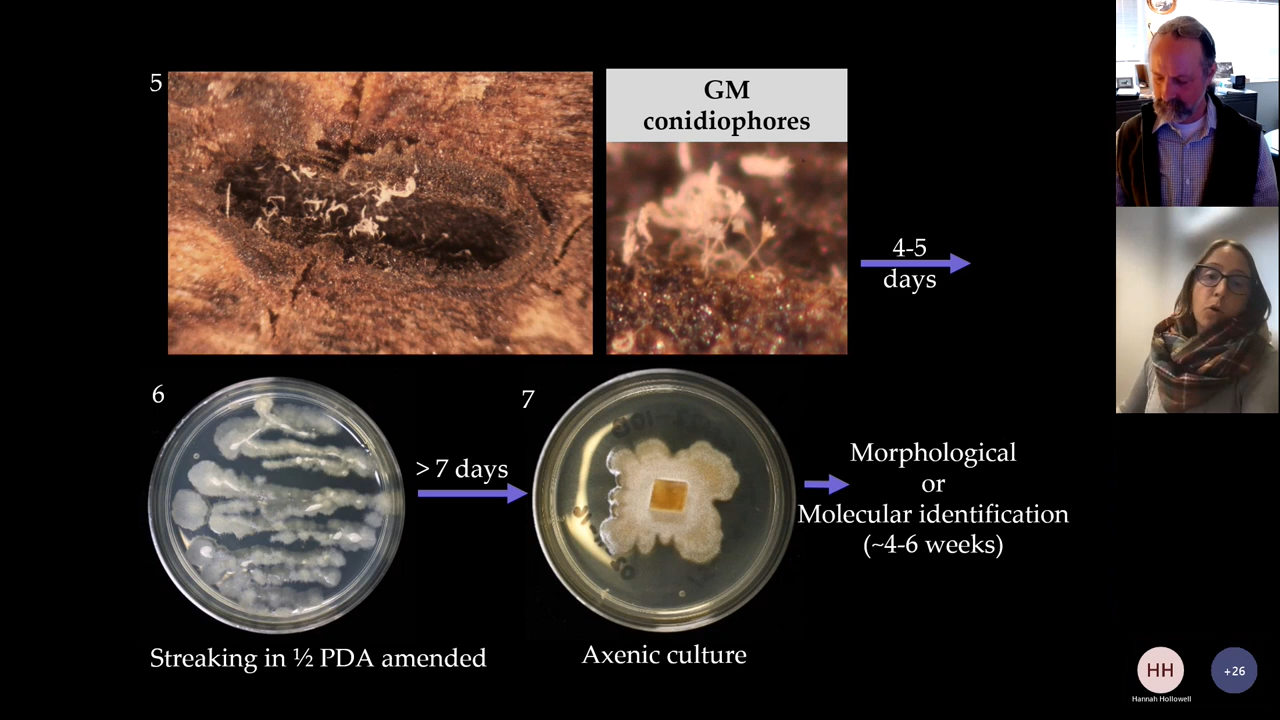 5
GM
conidiophores
4-5
days
6
7
> 7 days
Morphological
or
Molecular identification
(~4-6 weeks)
Streaking in ½ PDA amended
Axenic culture
HH
+26
Hannah Hollowell